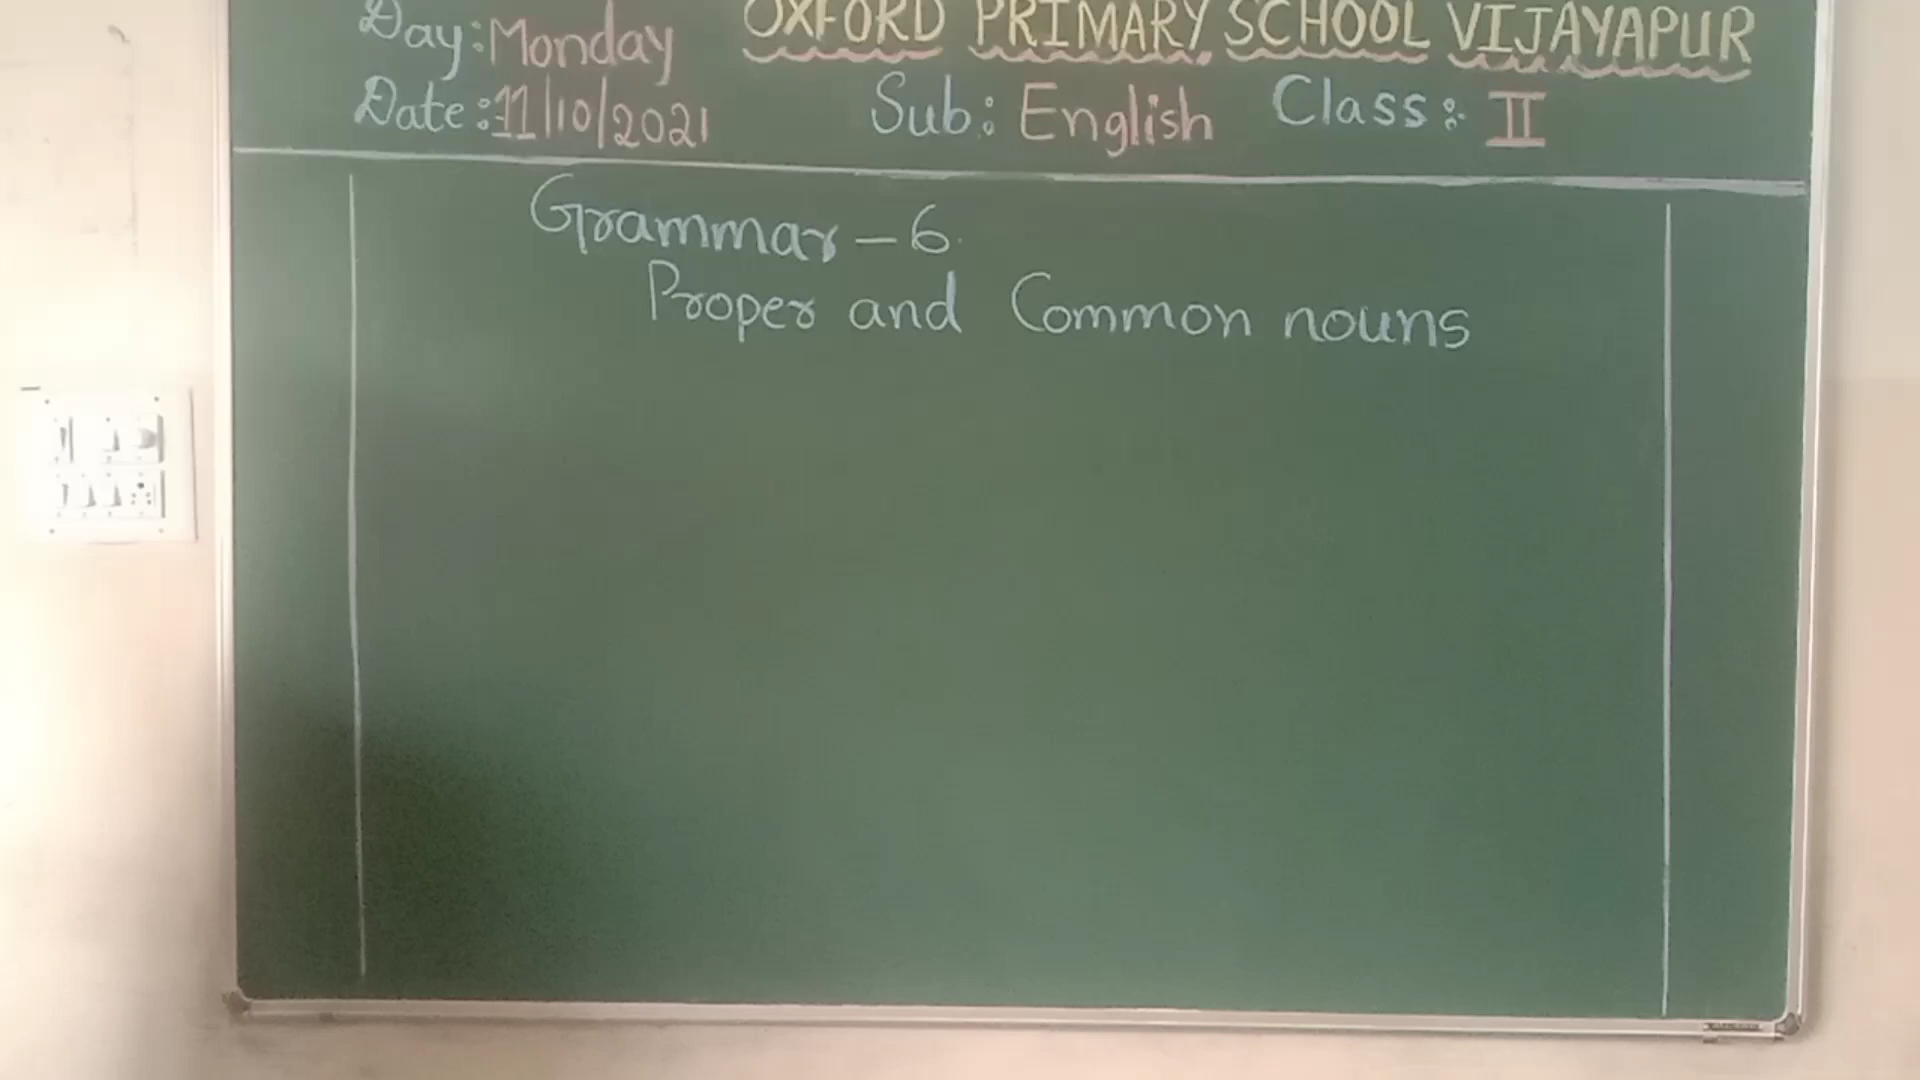 OXFORD PRIMARY SCHOOL VIJAYAPUR
Day: Monday
Date: 11/10/2021 Sub: English Class: II
Grammar - 6.
Proper and Common nouns